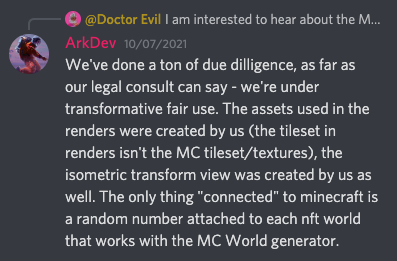 @Doctor Evil I am interested to hear about the M...
ArkDev 10/07/2021
We've done a ton of due dilligence, as far as
our legal consult can say - we're under
transformative fair use. The assets used in the
renders were created by us (the tileset in
renders isn't the MC tileset/textures), the
isometric transform view was created by us as
well. The only thing "connected" to minecraft is
a random number attached to each nft world
that works with the MC World generator.